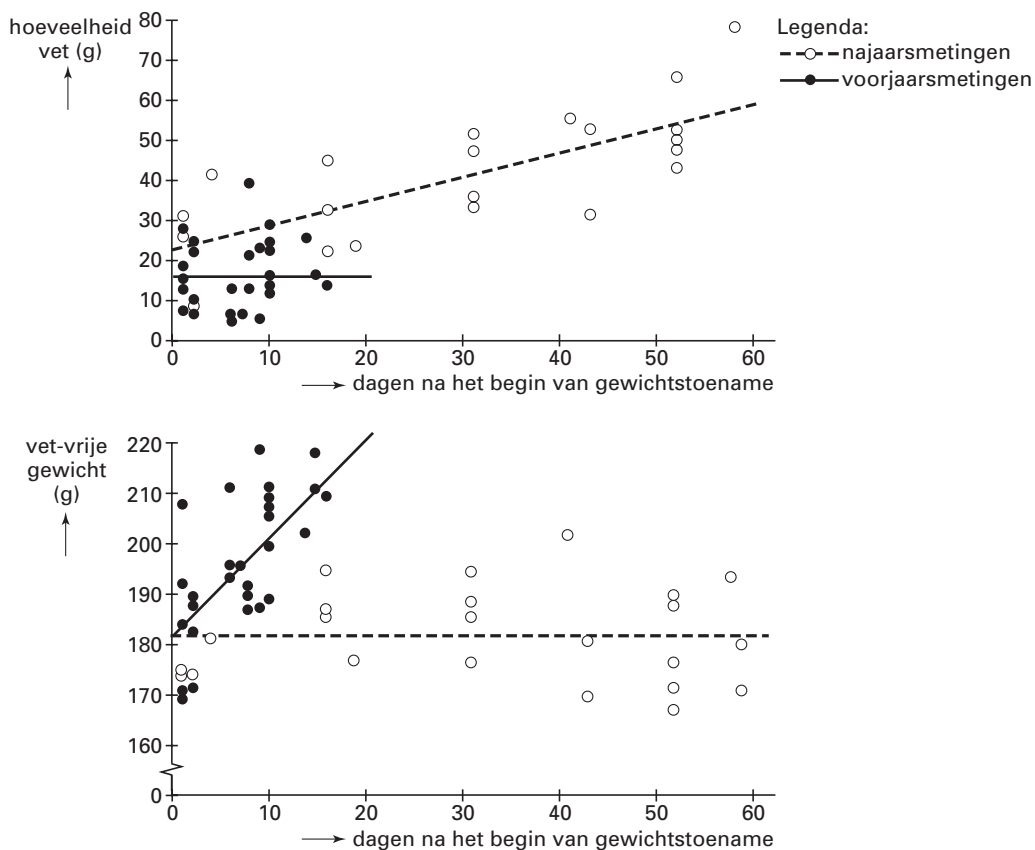 hoeveelheid
vet (g)
80
70
60
50
40
30
20
10
0
0 10 20 30 40 50 60
dagen na het begin van gewichtstoename
Legenda:
najaarsmetingen
voorjaarsmetingen
vet-vrije
gewicht
(g)
220
210
200
190
180
170
160
0
0 10 20 30 40 50 60
dagen na het begin van gewichtstoename